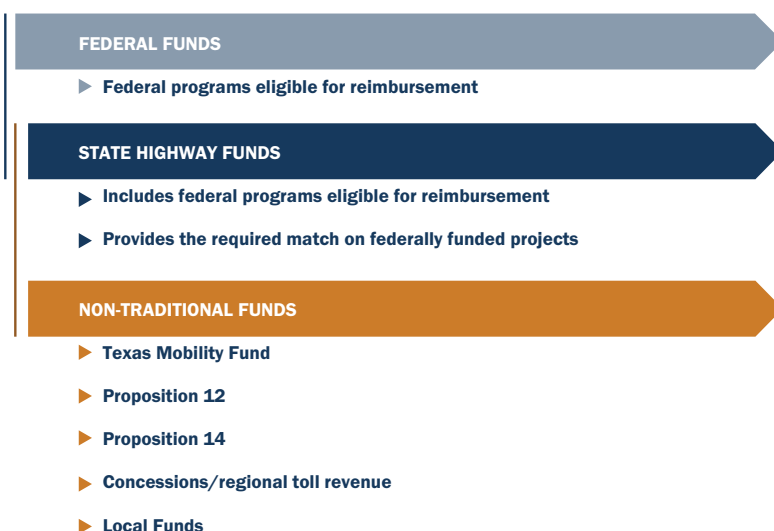 FEDERAL FUNDS
Federal programs eligible for reimbursement
STATE HIGHWAY FUNDS
Includes federal programs eligible for reimbursement
Provides the required match on federally funded projects
NON-TRADITIONAL FUNDS
Texas Mobility Fund
Proposition 12
Proposition 14
Concessions/regional toll revenue
Local Funds